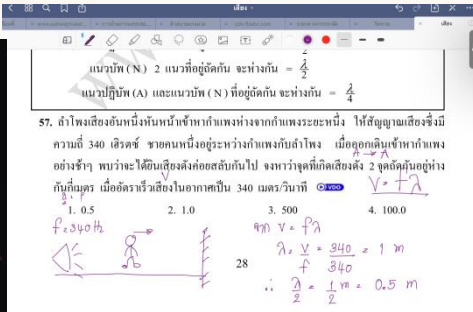 เสียง
2
แนวบัพ ( N ) 2 แนวที่อยู่ถัดกัน จะห่างกัน = λ/2
แนวปฏิบัพ (A) และแนวบัพ ( N ) ที่อยู่ถัดกัน จะห่างกัน = λ/4
57. ลำโพงเสียงอันหนึ่งหันหน้าเข้าหากำแพงห่างจากกำแพงระยะหนึ่ง ให้สัญญาณเสียงซึ่งมี
ความถี่ 340 เฮิรตซ์ ชายคนหนึ่งอยู่ระหว่างกำแพงกับลำโพง เมื่อออกเดินเข้าหากำแพง
A → A
อย่างช้าๆ พบว่าจะได้ยินเสียงดังค่อยสลับกันไป จงหาว่าจุดที่เกิดเสียงดัง 2 จุดถัดกันอยู่ห่าง
กันกี่เมตร เมื่ออัตราเร็วเสียงในอากาศเป็น 340 เมตร/วินาที VDO V = fλ
1. 0.5 2. 1.0 3. 500 4. 100.0
f = 340 Hz
จาก V = fλ
λ = V/f = 340/340 = 1 m
28
∴ λ/2 = 1/2 m = 0.5 m